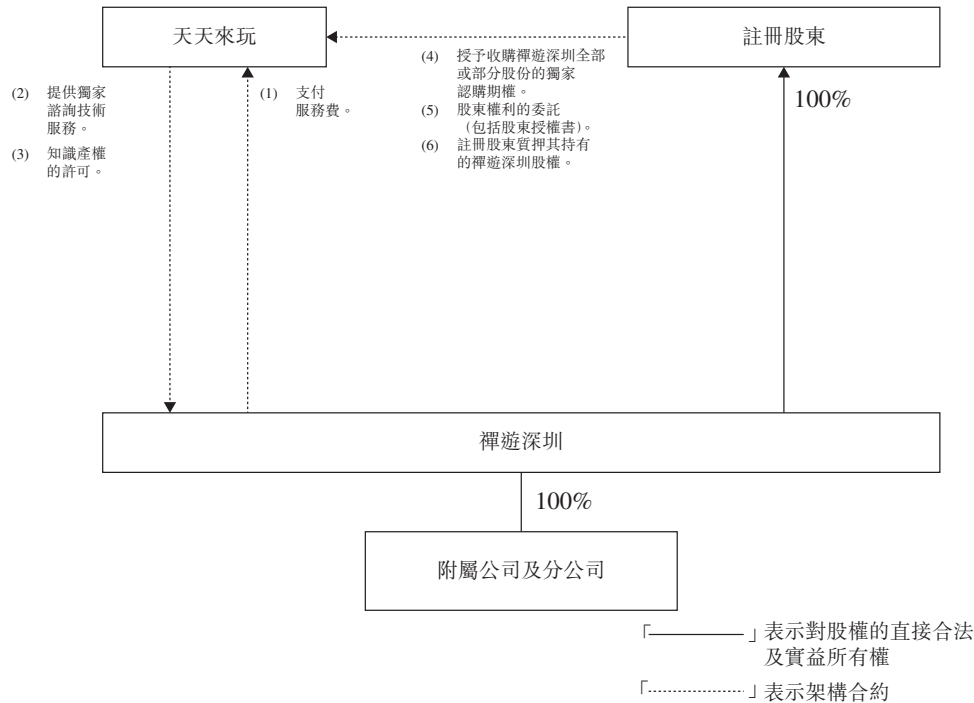 天天來玩
註冊股東
(4) 授予收購禪遊深圳全部
或部分股份的獨家
認購期權。
(5) 股東權利的委託
（包括股東授權書）。
(6) 註冊股東質押其持有
的禪遊深圳股權。
(2) 提供獨家
諮詢技術
服務。
(3) 知識產權
的許可。
(1) 支付
服務費。
100%
禪遊深圳
100%
附屬公司及分公司
「 」表示對股權的直接合法
及實益所有權
「 」表示架構合約